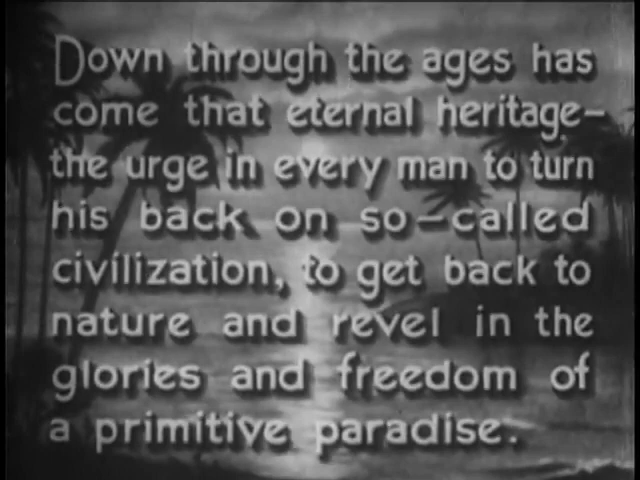 Down through the ages has
come that eternal heritage—
the urge in every man to turn
his back on so-called
civilization, to get back to
nature and revel in the
glories and freedom of
a primitive paradise.